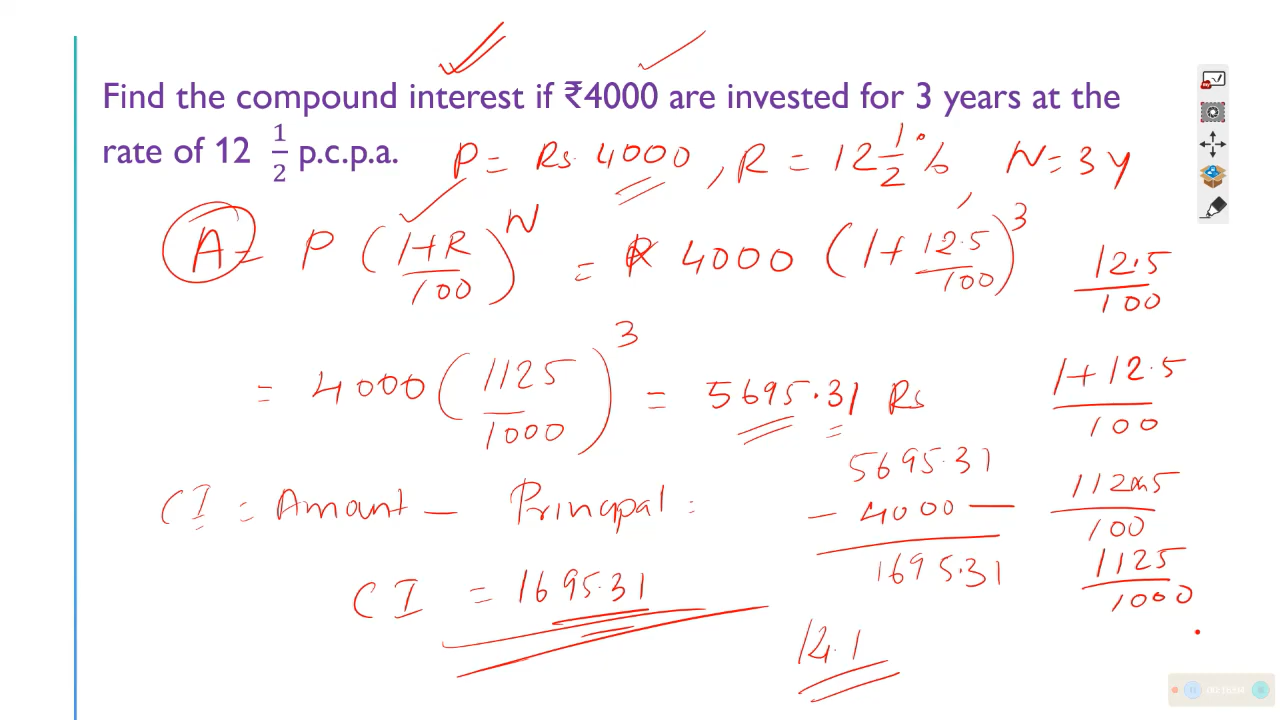 Find the compound interest if ₹4000 are invested for 3 years at the
rate of 12 1/2 p.c.p.a.
P = Rs. 4000, R = 12 1/2 % N = 3 y
A = P (1+R/100)^N = 4000 (1+12.5/100)^3
12.5/100
= 4000 (1125/1000)^3 = 5695.31 Rs
1+12.5/100
5695.31
CI = Amount – Principal =
– 4000 –
112.5/100
1695.31
1125/1000
CI = 1695.31
12.1